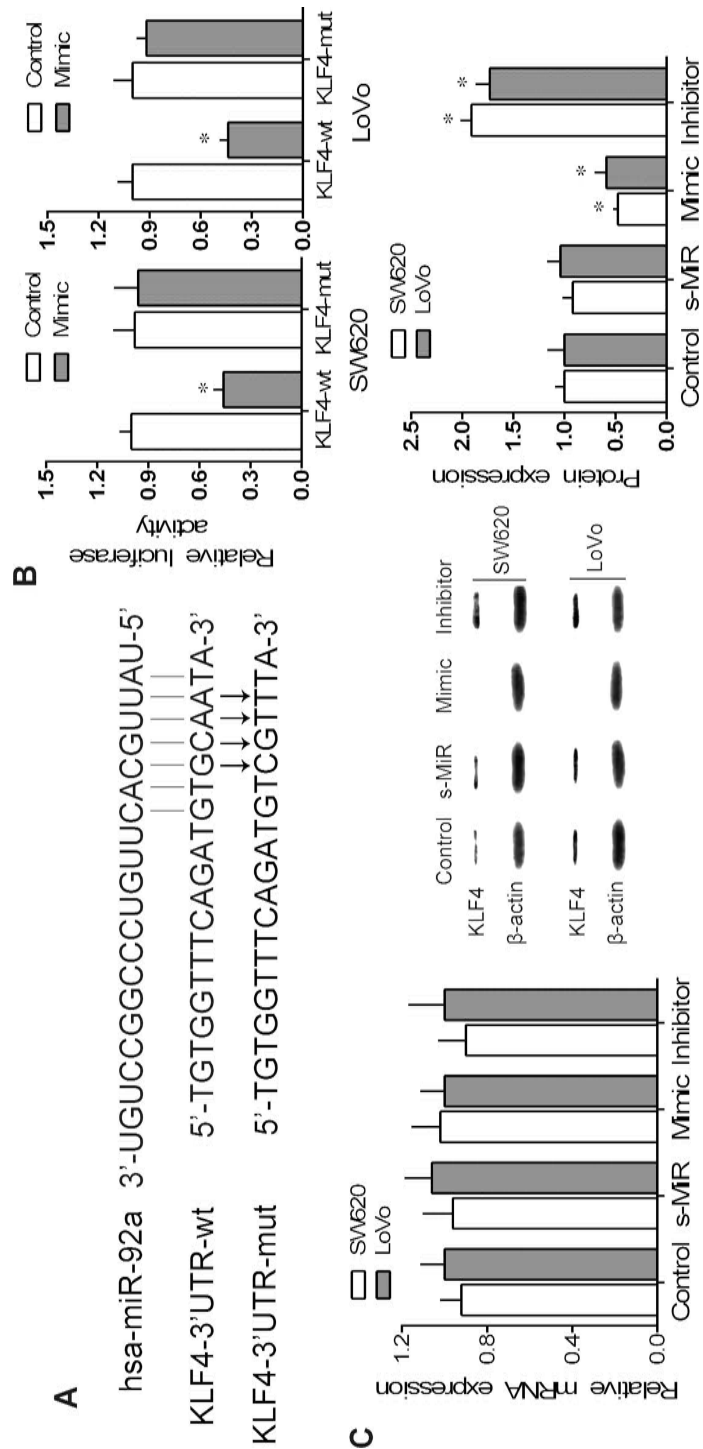 A
hsa-miR-92a 3'-UGUCCGGCCCUGUUCACGUUAU-5'
KLF4-3'UTR-wt 5'-TGTGGTTTCAGATGTGCAATA-3'
KLF4-3'UTR-mut 5'-TGTGGTTTCAGATGTCGTTTA-3'
B
Relative luciferase
activity
1.5
1.2
0.9
0.6
0.3
0.0
Control
Mimic
*
KLF4-wt KLF4-mut
SW620
1.5
1.2
0.9
0.6
0.3
0.0
Control
Mimic
*
KLF4-wt KLF4-mut
LoVo
C
Relative mRNA expression
1.2
0.8
0.4
0.0
SW620
LoVo
Control s-MiR Mimic Inhibitor
Control s-MiR Mimic Inhibitor
KLF4
β-actin
SW620
KLF4
β-actin
LoVo
Protein
expression
2.5
2.0
1.5
1.0
0.5
0.0
SW620
LoVo
* * * *
Control s-MiR Mimic Inhibitor